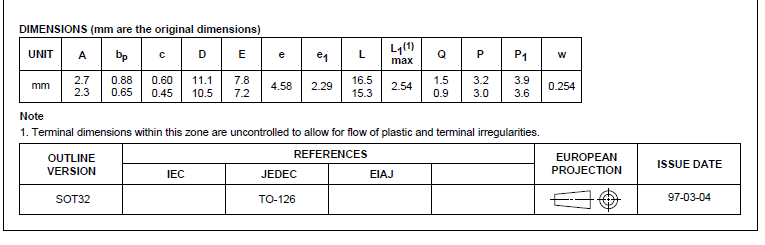 DIMENSIONS (mm are the original dimensions)
UNIT A bp c D E e e1 L L1(1) max Q P P1 w
mm 2.7 2.3 0.88 0.65 0.60 0.45 11.1 10.5 7.8 7.2 4.58 2.29 16.5 15.3 2.54 1.5 0.9 3.2 3.0 3.9 3.6 0.254
Note
1. Terminal dimensions within this zone are uncontrolled to allow for flow of plastic and terminal irregularities.
OUTLINE VERSION REFERENCES EUROPEAN PROJECTION ISSUE DATE
IEC JEDEC EIAJ
SOT32 TO-126 97-03-04